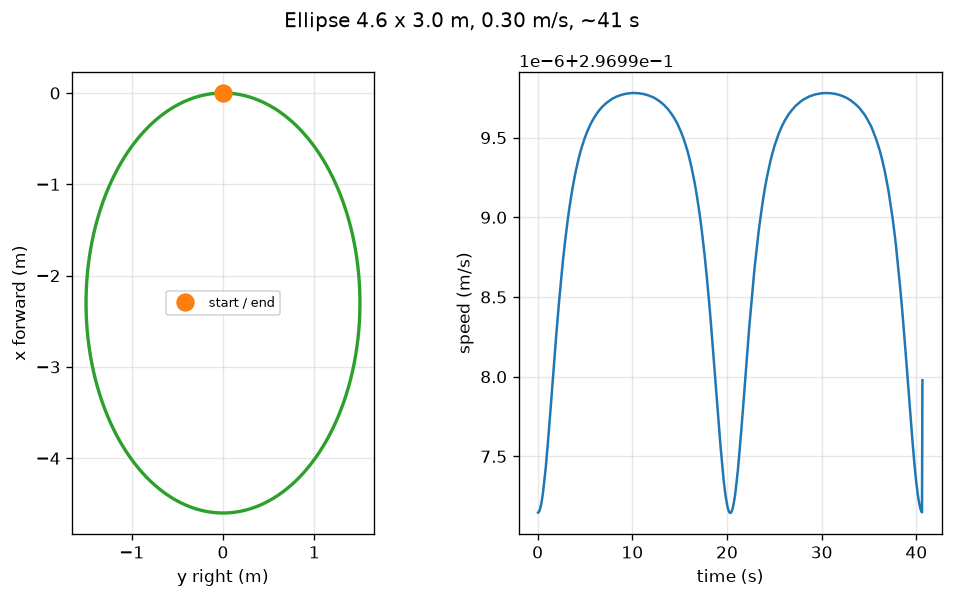 Ellipse 4.6 x 3.0 m, 0.30 m/s, ~41 s
x forward (m)
0
−1
−2
−3
−4
start / end
−1
0
1
y right (m)
1e−6+2.9699e−1
speed (m/s)
9.5
9.0
8.5
8.0
7.5
0
10
20
30
40
time (s)